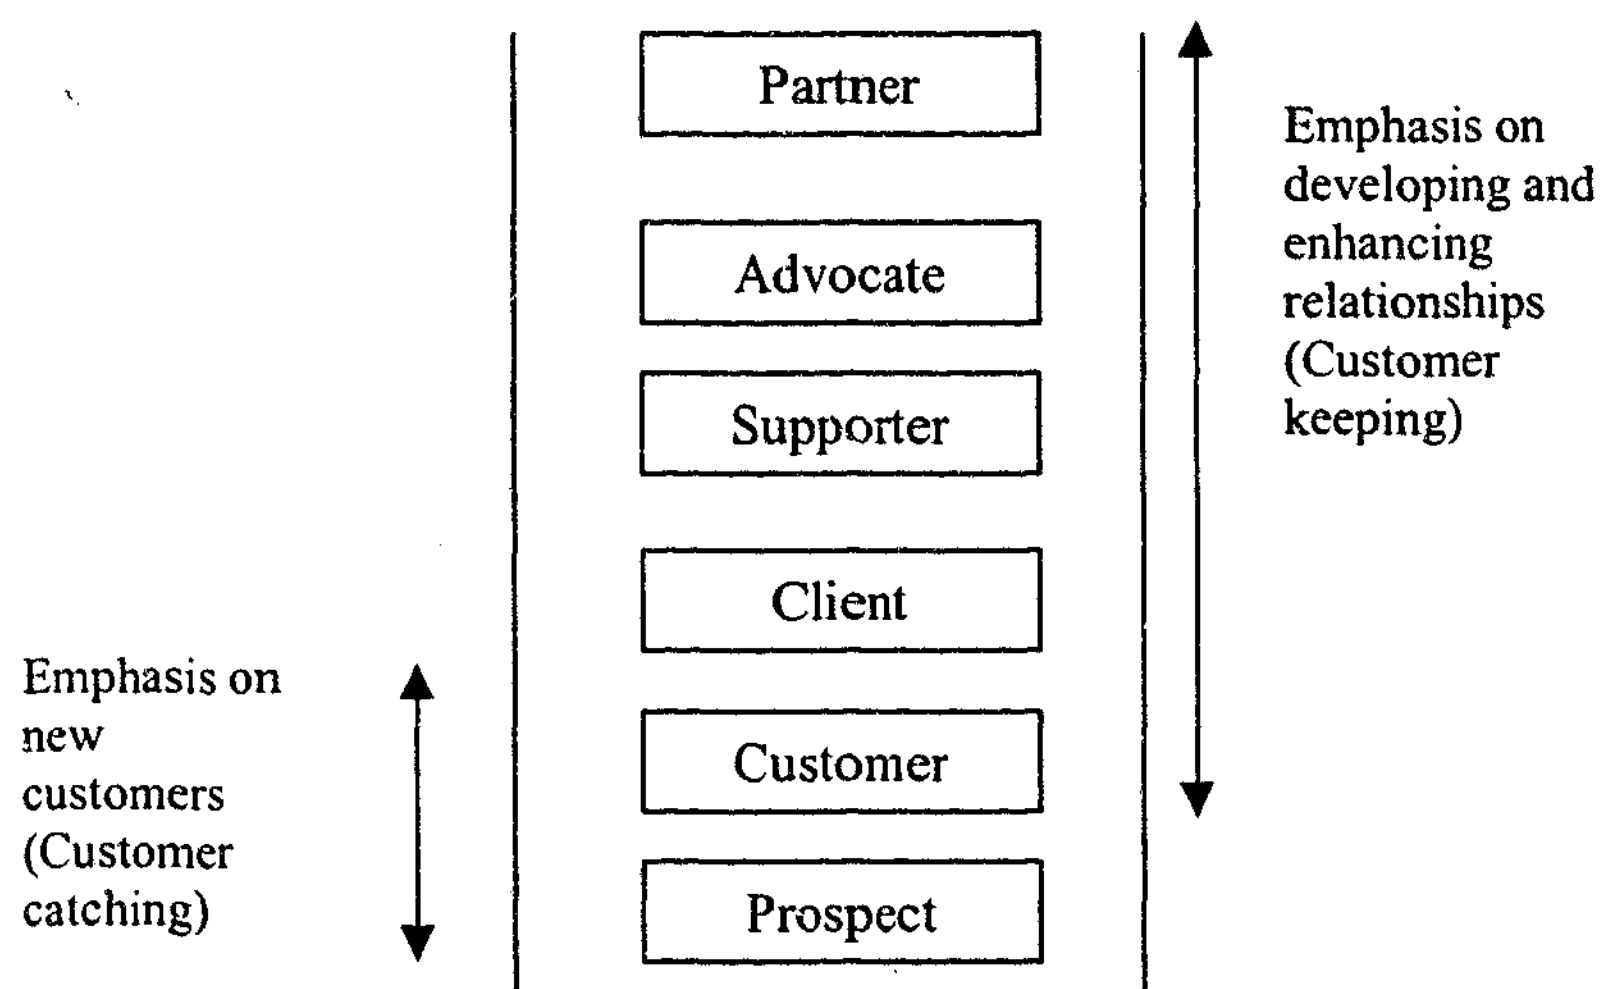 Partner
Advocate
Supporter
Client
Customer
Prospect
Emphasis on
developing and
enhancing
relationships
(Customer
keeping)
Emphasis on
new
customers
(Customer
catching)